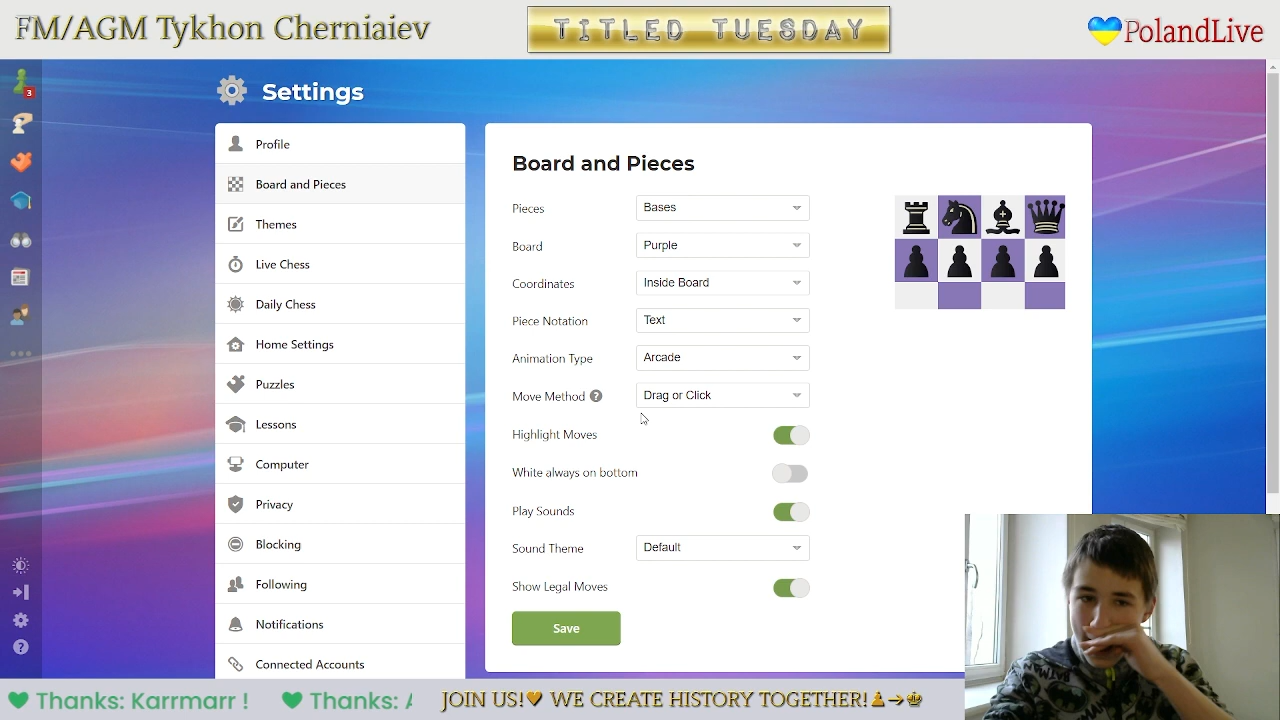 FM/AGM Tykhon Cherniaiev
TITLED TUESDAY
PolandLive
3
Settings
Profile
Board and Pieces
Themes
Live Chess
Daily Chess
Home Settings
Puzzles
Lessons
Computer
Privacy
Blocking
Following
Notifications
Connected Accounts
Board and Pieces
Pieces Bases
Board Purple
Coordinates Inside Board
Piece Notation Text
Animation Type Arcade
Move Method ? Drag or Click
Highlight Moves
White always on bottom
Play Sounds
Sound Theme Default
Show Legal Moves
Save
Thanks: Karrmarr ! Thanks:
JOIN US!🧡 WE CREATE HISTORY TOGETHER!♟→♚